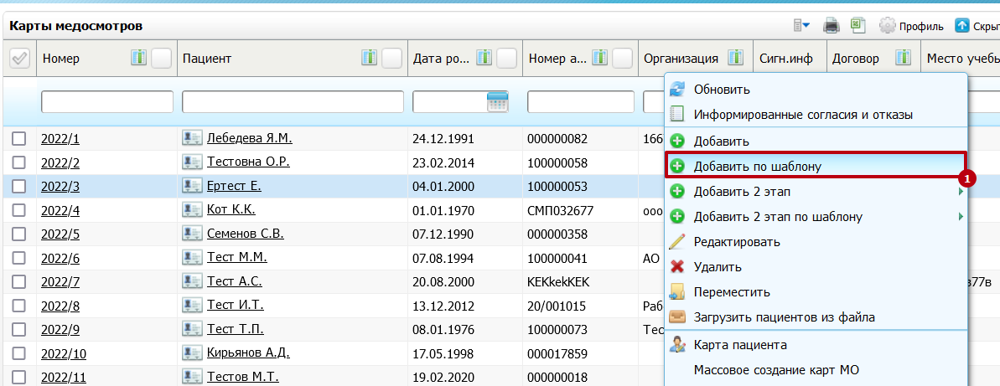 Карты медосмотров Профиль Скрыт
Номер Пациент Дата ро... Номер а... Организация Сигн.инф Договор Место учебы
Обновить
Информированные согласия и отказы
2022/1 Лебедева Я.М. 24.12.1991 000000082 166 Добавить
2022/2 Тестовна О.Р. 23.02.2014 100000058 Добавить по шаблону
1
2022/3 Ертест Е. 04.01.2000 100000053 Добавить 2 этап
2022/4 Кот К.К. 01.01.1970 СМП032677 ооо Добавить 2 этап по шаблону
2022/5 Семенов С.В. 07.12.1990 000000358 Редактировать
2022/6 Тест М.М. 07.08.1994 100000041 АО Удалить
2022/7 Тест А.С. 20.08.2000 KEKkekKEK Переместить в77в
2022/8 Тест И.Т. 13.12.2012 20/001015 Раб Загрузить пациентов из файла
2022/9 Тест Т.П. 08.01.1976 100000073 Тес
2022/10 Кирьянов А.Д. 17.05.1998 000017859 Карта пациента
2022/11 Тестов М.Т. 19.02.2020 000000018 Массовое создание карт МО